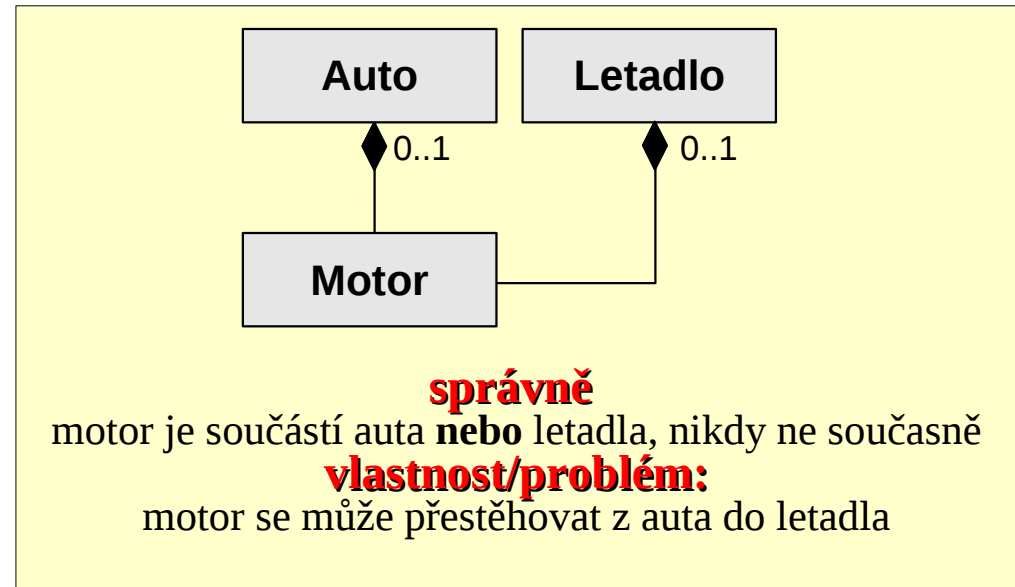 Auto
Letadlo
0..1
0..1
Motor
správně
motor je součástí auta nebo letadla, nikdy ne současně
vlastnost/problém:
motor se může přestěhovat z auta do letadla